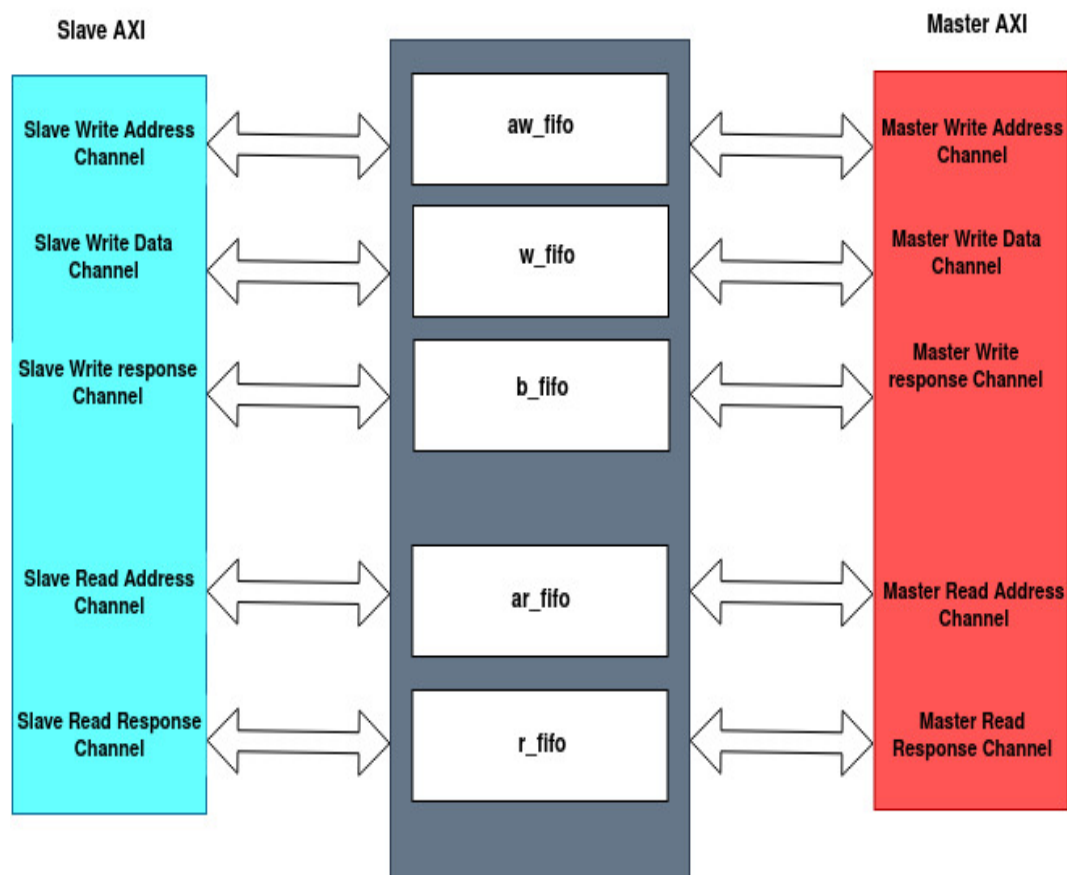 Slave AXI
Master AXI
Slave Write Address
Channel
aw_fifo
Master Write Address
Channel
Slave Write Data
Channel
w_fifo
Master Write Data
Channel
Slave Write response
Channel
b_fifo
Master Write
response Channel
Slave Read Address
Channel
ar_fifo
Master Read Address
Channel
Slave Read Response
Channel
r_fifo
Master Read
Response Channel